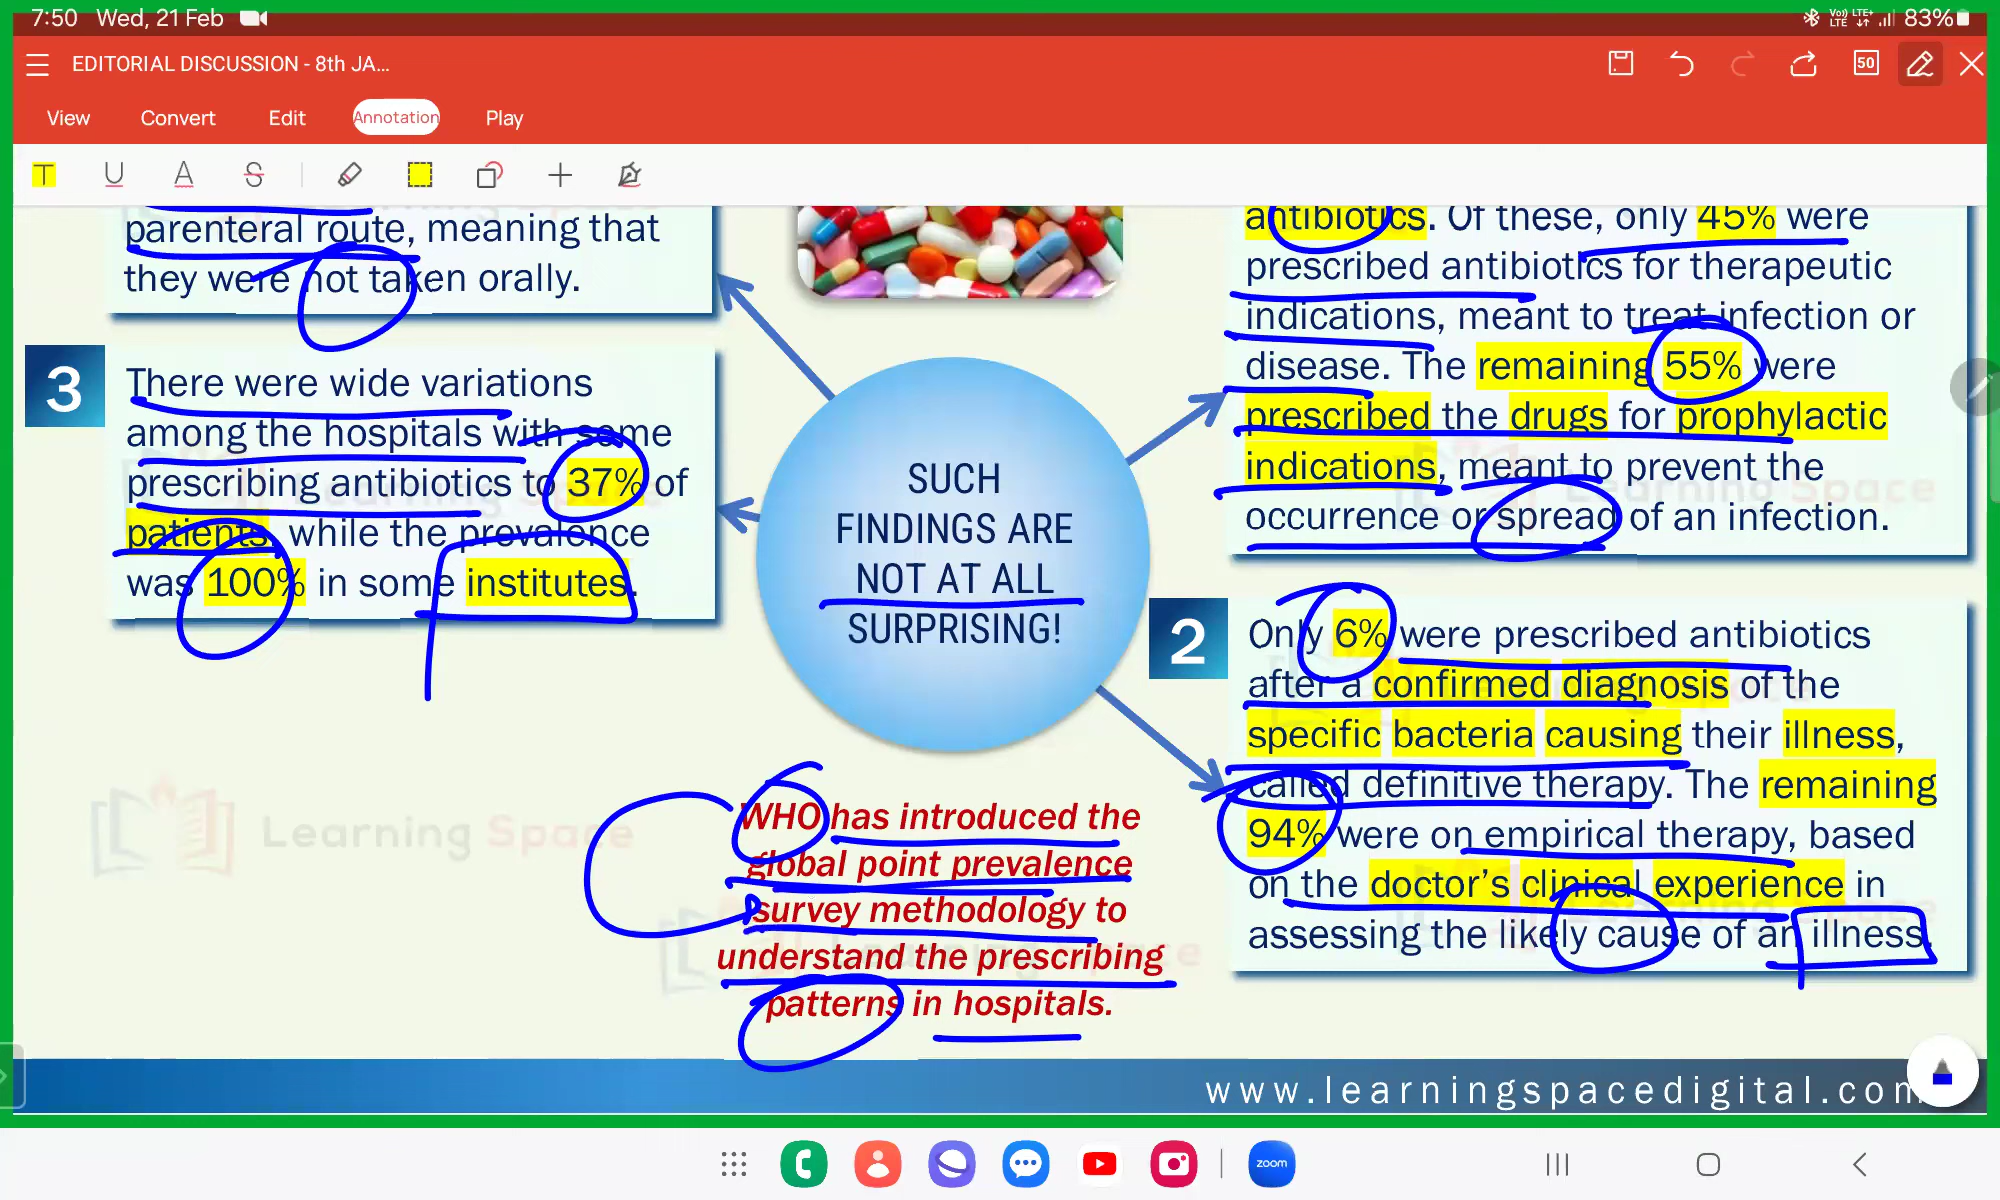 7:50 Wed, 21 Feb
83%
EDITORIAL DISCUSSION - 8th JA...
50
View Convert Edit Annotation Play
parenteral route, meaning that
they were not taken orally.
3
There were wide variations
among the hospitals with some
prescribing antibiotics to 37% of
patients, while the prevalence
was 100% in some institutes.
SUCH
FINDINGS ARE
NOT AT ALL
SURPRISING!
antibiotics. Of these, only 45% were
prescribed antibiotics for therapeutic
indications, meant to treat infection or
disease. The remaining 55% were
prescribed the drugs for prophylactic
indications, meant to prevent the
occurrence or spread of an infection.
2
Only 6% were prescribed antibiotics
after a confirmed diagnosis of the
specific bacteria causing their illness,
called definitive therapy. The remaining
94% were on empirical therapy, based
on the doctor's clinical experience in
assessing the likely cause of an illness.
WHO has introduced the
global point prevalence
survey methodology to
understand the prescribing
patterns in hospitals.
Learning Space
www.learningspacedigital.com
zoom